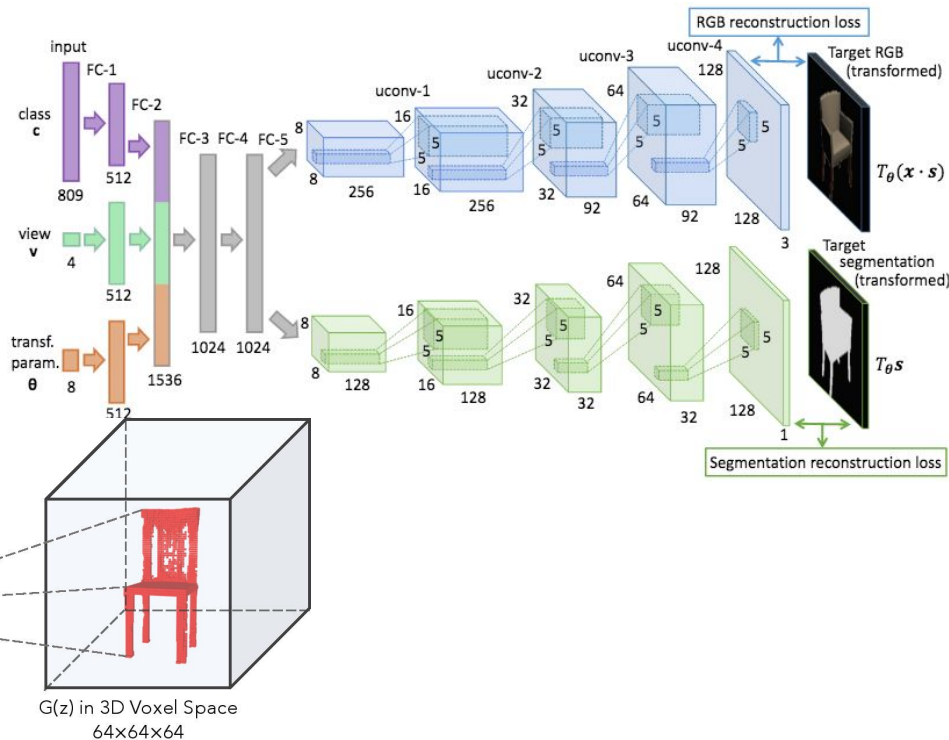 RGB reconstruction loss
input
FC-1
FC-2
FC-3
FC-4
FC-5
class
c
809
512
view
v
4
512
transf.
param.
θ
8
512
1536
1024
1024
uconv-1
uconv-2
uconv-3
uconv-4
8
8
256
16
5
5
16
256
32
5
5
32
92
64
5
5
64
92
128
5
5
128
3
Target RGB
(transformed)
Tθ(x · s)
8
8
128
16
5
5
16
128
32
5
5
32
32
64
5
5
64
32
128
5
5
128
1
Target
segmentation
(transformed)
Tθs
Segmentation reconstruction loss
G(z) in 3D Voxel Space
64×64×64